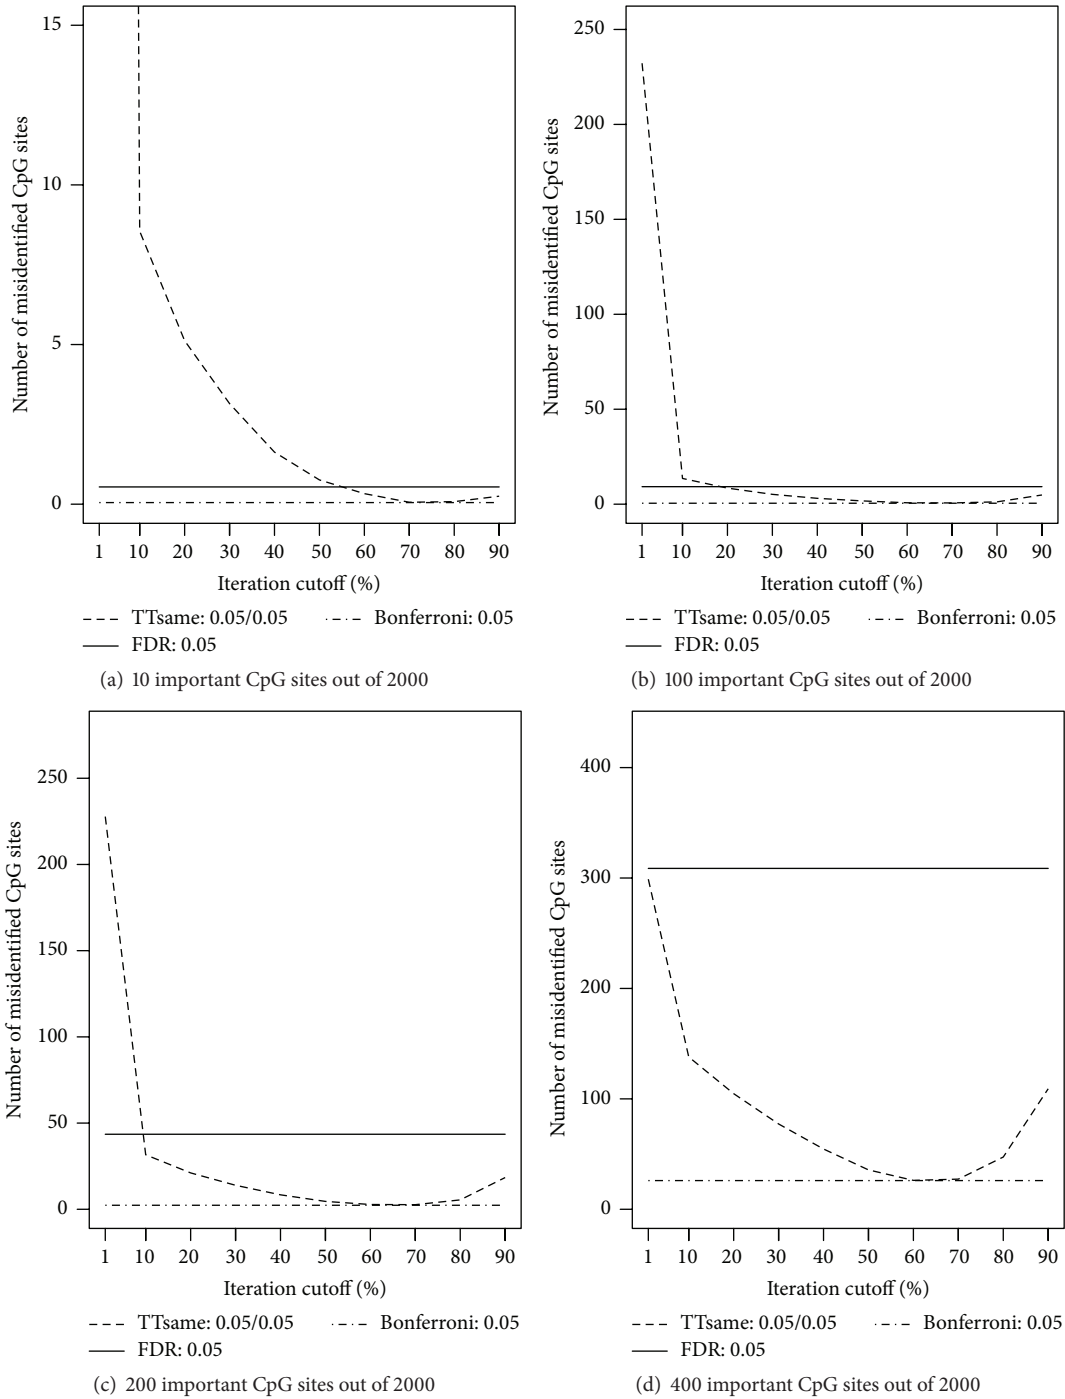 15
10
5
0
Number of misidentified CpG sites
1 10 20 30 40 50 60 70 80 90
Iteration cutoff (%)
TTsame: 0.05/0.05
Bonferroni: 0.05
FDR: 0.05
(a) 10 important CpG sites out of 2000
250
200
150
100
50
0
Number of misidentified CpG sites
1 10 20 30 40 50 60 70 80 90
Iteration cutoff (%)
TTsame: 0.05/0.05
Bonferroni: 0.05
FDR: 0.05
(b) 100 important CpG sites out of 2000
250
200
150
100
50
0
Number of misidentified CpG sites
1 10 20 30 40 50 60 70 80 90
Iteration cutoff (%)
TTsame: 0.05/0.05
Bonferroni: 0.05
FDR: 0.05
(c) 200 important CpG sites out of 2000
400
300
200
100
0
Number of misidentified CpG sites
1 10 20 30 40 50 60 70 80 90
Iteration cutoff (%)
TTsame: 0.05/0.05
Bonferroni: 0.05
FDR: 0.05
(d) 400 important CpG sites out of 2000